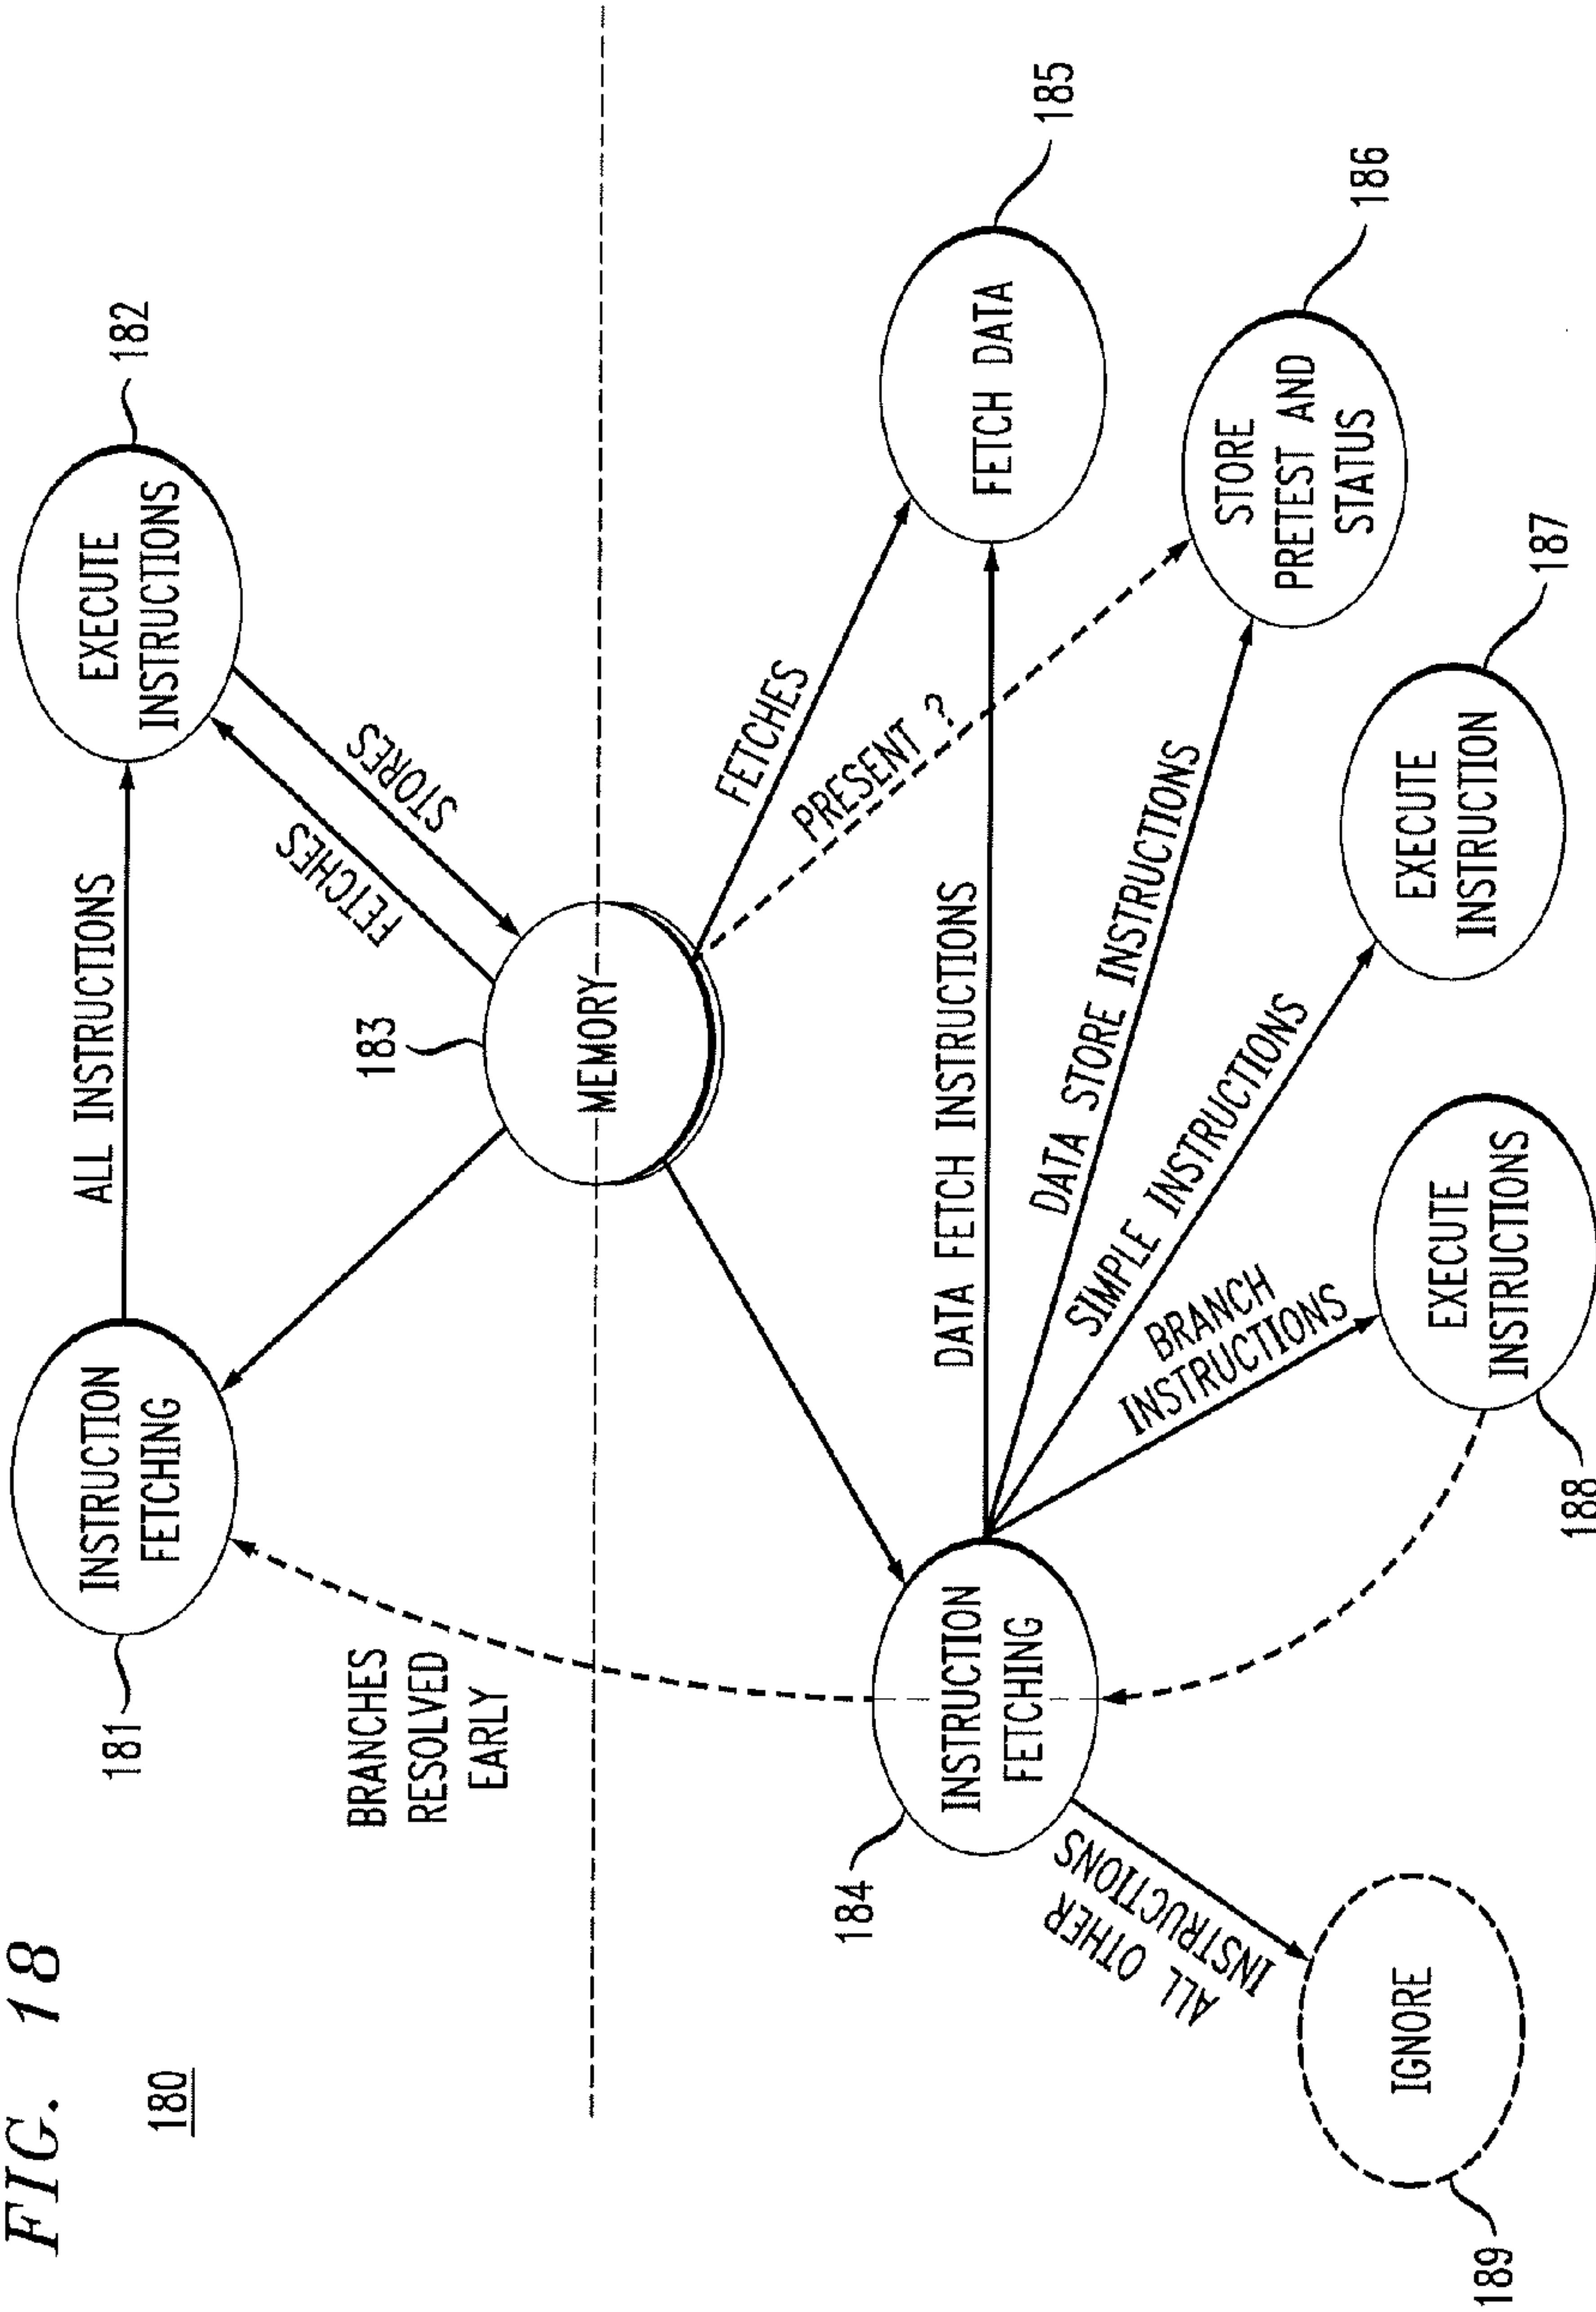 FIG. 18
180
181
INSTRUCTION
FETCHING
ALL INSTRUCTIONS
EXECUTE
INSTRUCTIONS
182
BRANCHES
RESOLVED
EARLY
183
MEMORY
FETCHES
STORES
184
INSTRUCTION
FETCHING
FETCHES
PRESENT ?
DATA FETCH INSTRUCTIONS
FETCH DATA
185
DATA STORE INSTRUCTIONS
STORE
PRETEST AND
STATUS
186
SIMPLE INSTRUCTIONS
EXECUTE
INSTRUCTION
187
BRANCH
INSTRUCTIONS
EXECUTE
INSTRUCTIONS
188
ALL OTHER
INSTRUCTIONS
IGNORE
189